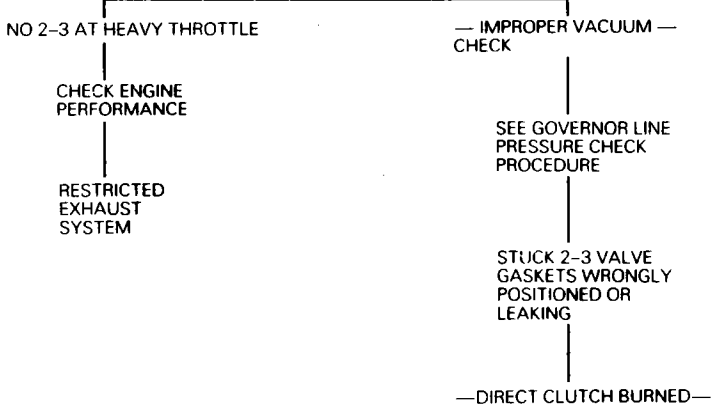 NO 2–3 AT HEAVY THROTTLE
CHECK ENGINE
PERFORMANCE
RESTRICTED
EXHAUST
SYSTEM
— IMPROPER VACUUM —
CHECK
SEE GOVERNOR LINE
PRESSURE CHECK
PROCEDURE
STUCK 2–3 VALVE
GASKETS WRONGLY
POSITIONED OR
LEAKING
—DIRECT CLUTCH BURNED—